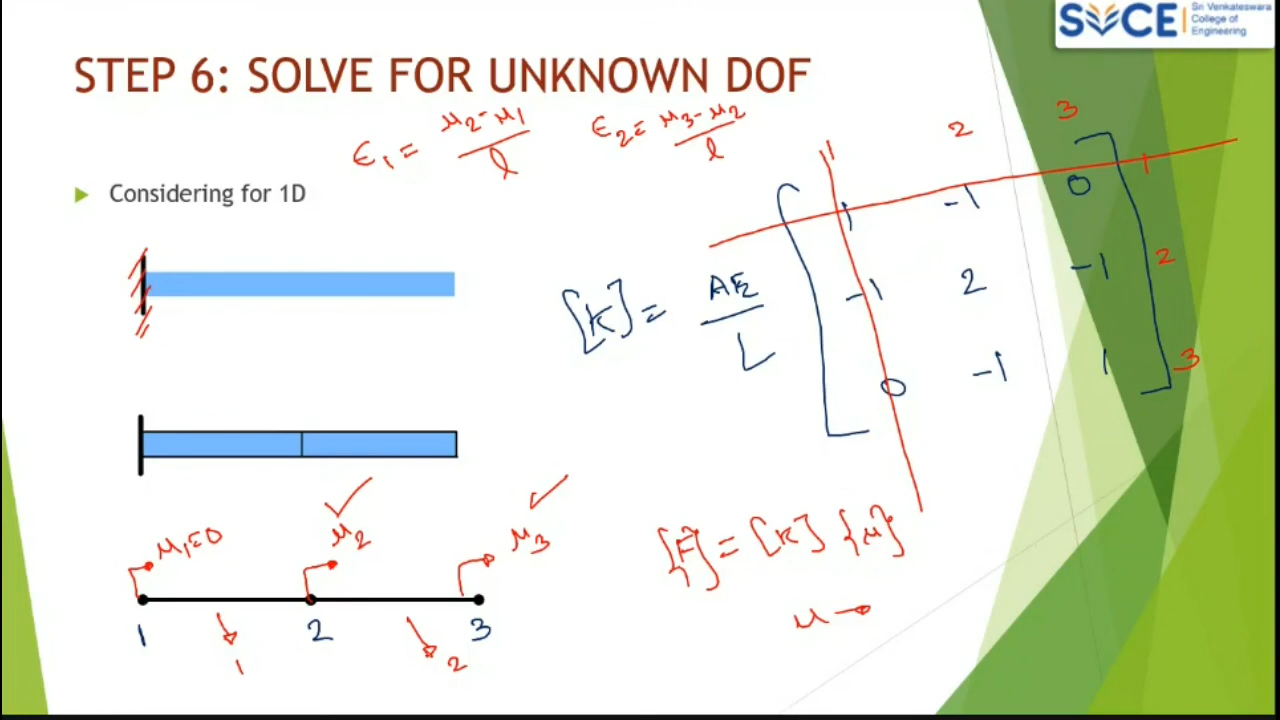 SVCE
Sri Venkateswara
College of
Engineering
STEP 6: SOLVE FOR UNKNOWN DOF
ε₁ = u₂-u₁/l
ε₂ = u₃-u₂/l
Considering for 1D
1 2 3
[K] = AE/L
1 -1 0 1
-1 2 -1 2
0 -1 1 3
u₁=0 u₂ u₃
1 2 3
1 2
{F} = [K] {u}
u →